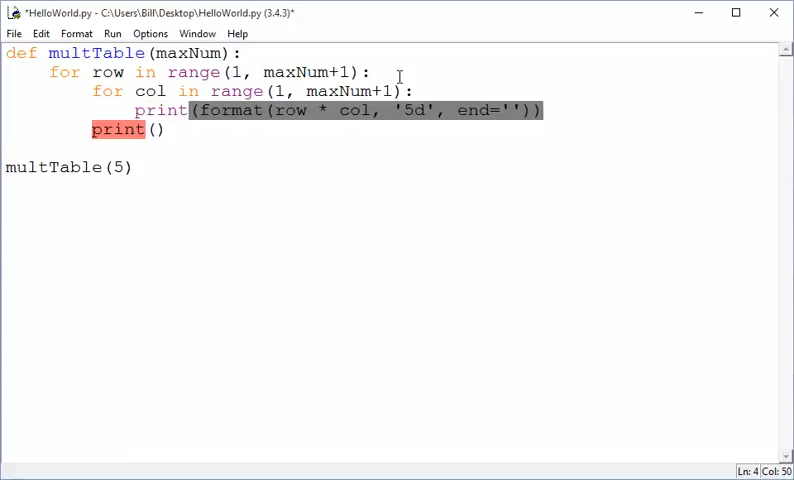 *HelloWorld.py - C:\Users\Bill\Desktop\HelloWorld.py (3.4.3)*
File Edit Format Run Options Window Help
def multTable(maxNum):
    for row in range(1, maxNum+1):
        for col in range(1, maxNum+1):
            print(format(row * col, '5d', end=''))
        print()
multTable(5)
Ln: 4 Col: 50